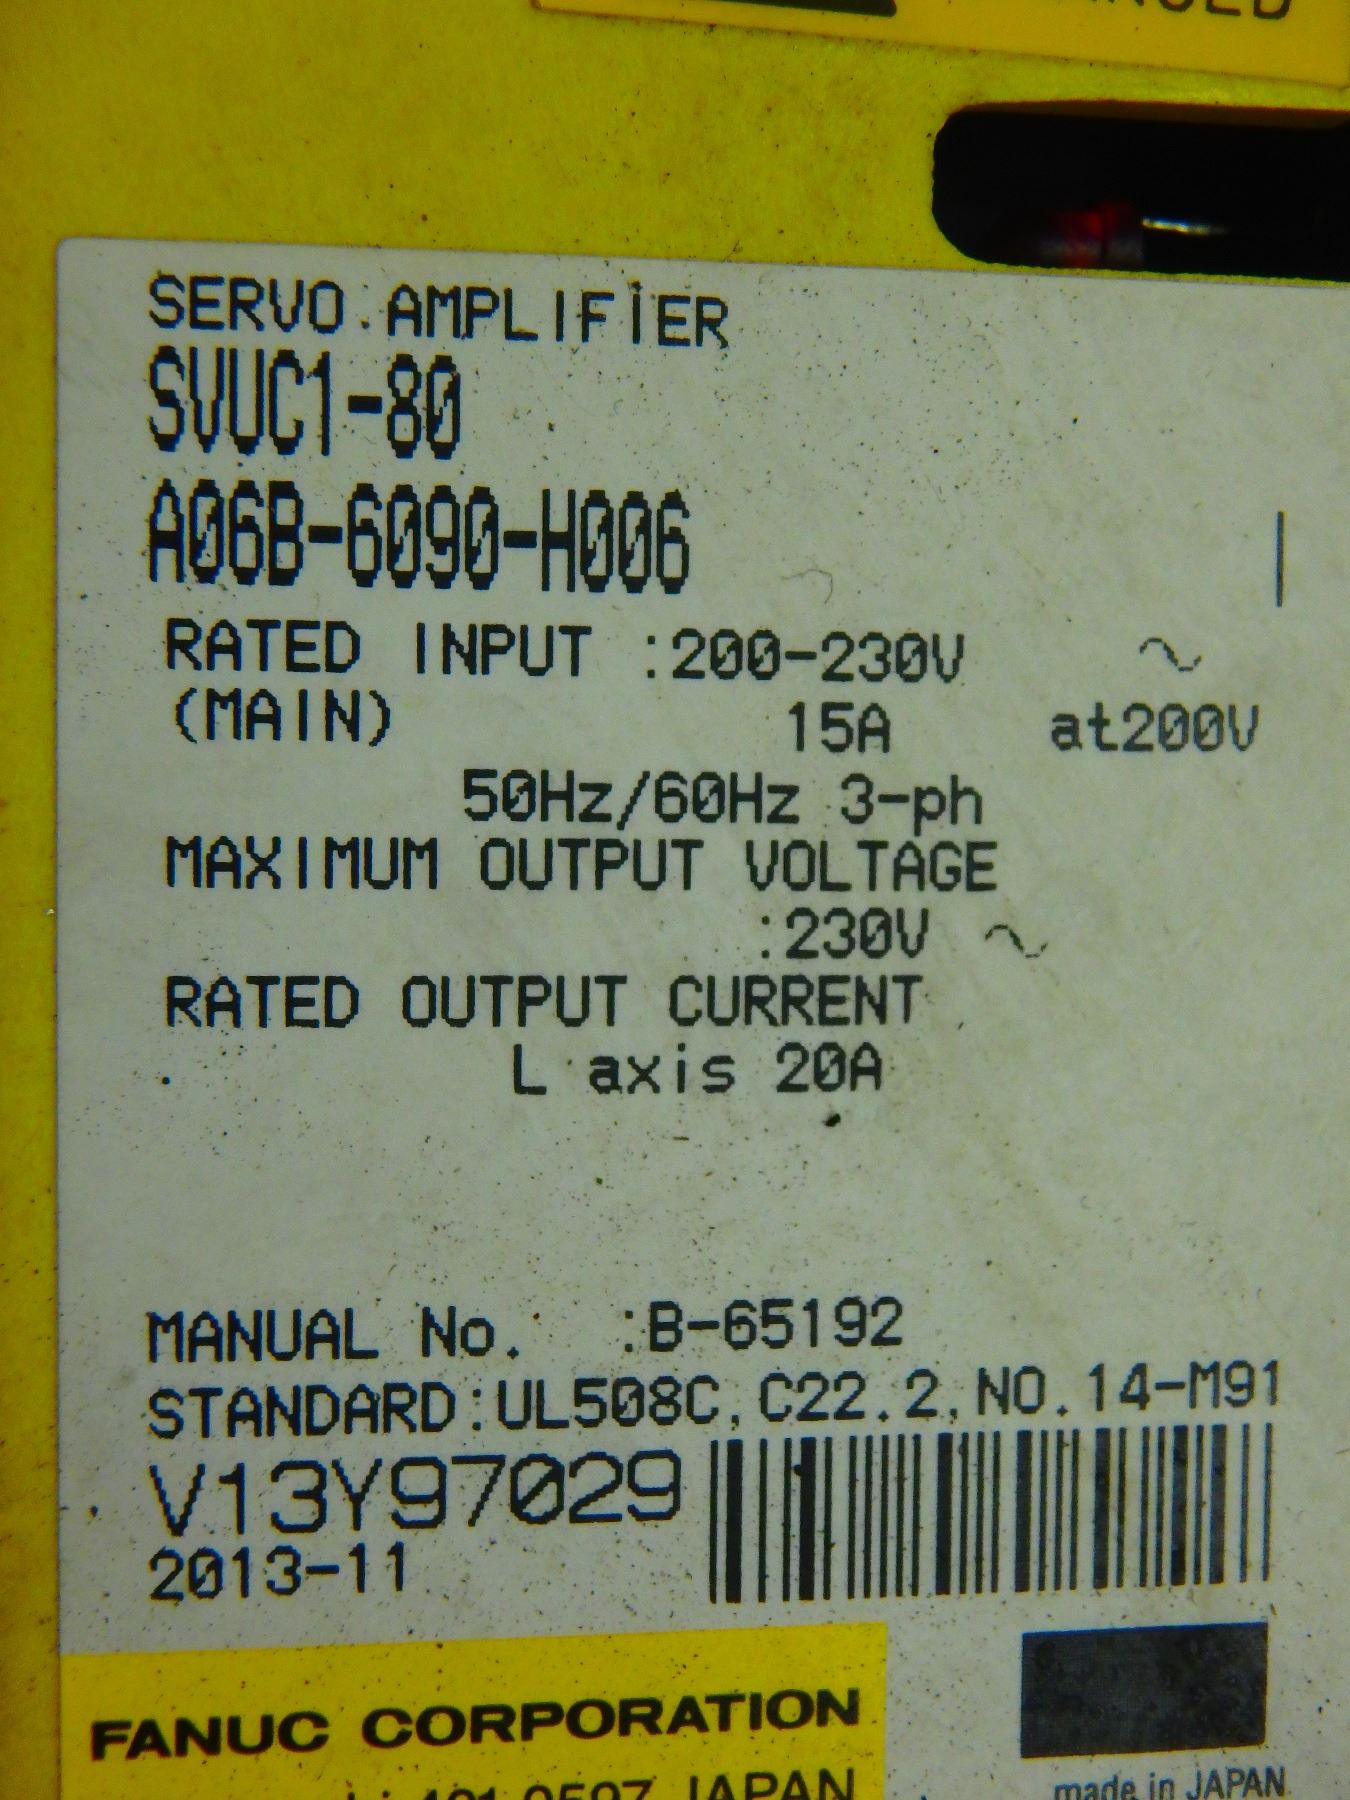 SERVO AMPLIFIER
SVUC1-80
A06B-6090-H006
RATED INPUT :200-230V ~
(MAIN) 15A at200V
50Hz/60Hz 3-ph
MAXIMUM OUTPUT VOLTAGE
:230V ~
RATED OUTPUT CURRENT
L axis 20A
MANUAL No. :B-65192
STANDARD:UL508C,C22.2,NO.14-M91
V13Y97029
2013-11
FANUC CORPORATION
401-0597 JAPAN
made in JAPAN